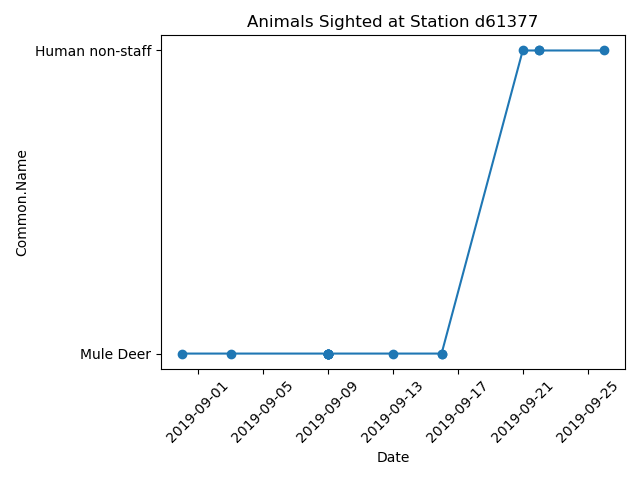 Animals Sighted at Station d61377
Human non-staff
Mule Deer
Common.Name
2019-09-01
2019-09-05
2019-09-09
2019-09-13
2019-09-17
2019-09-21
2019-09-25
Date